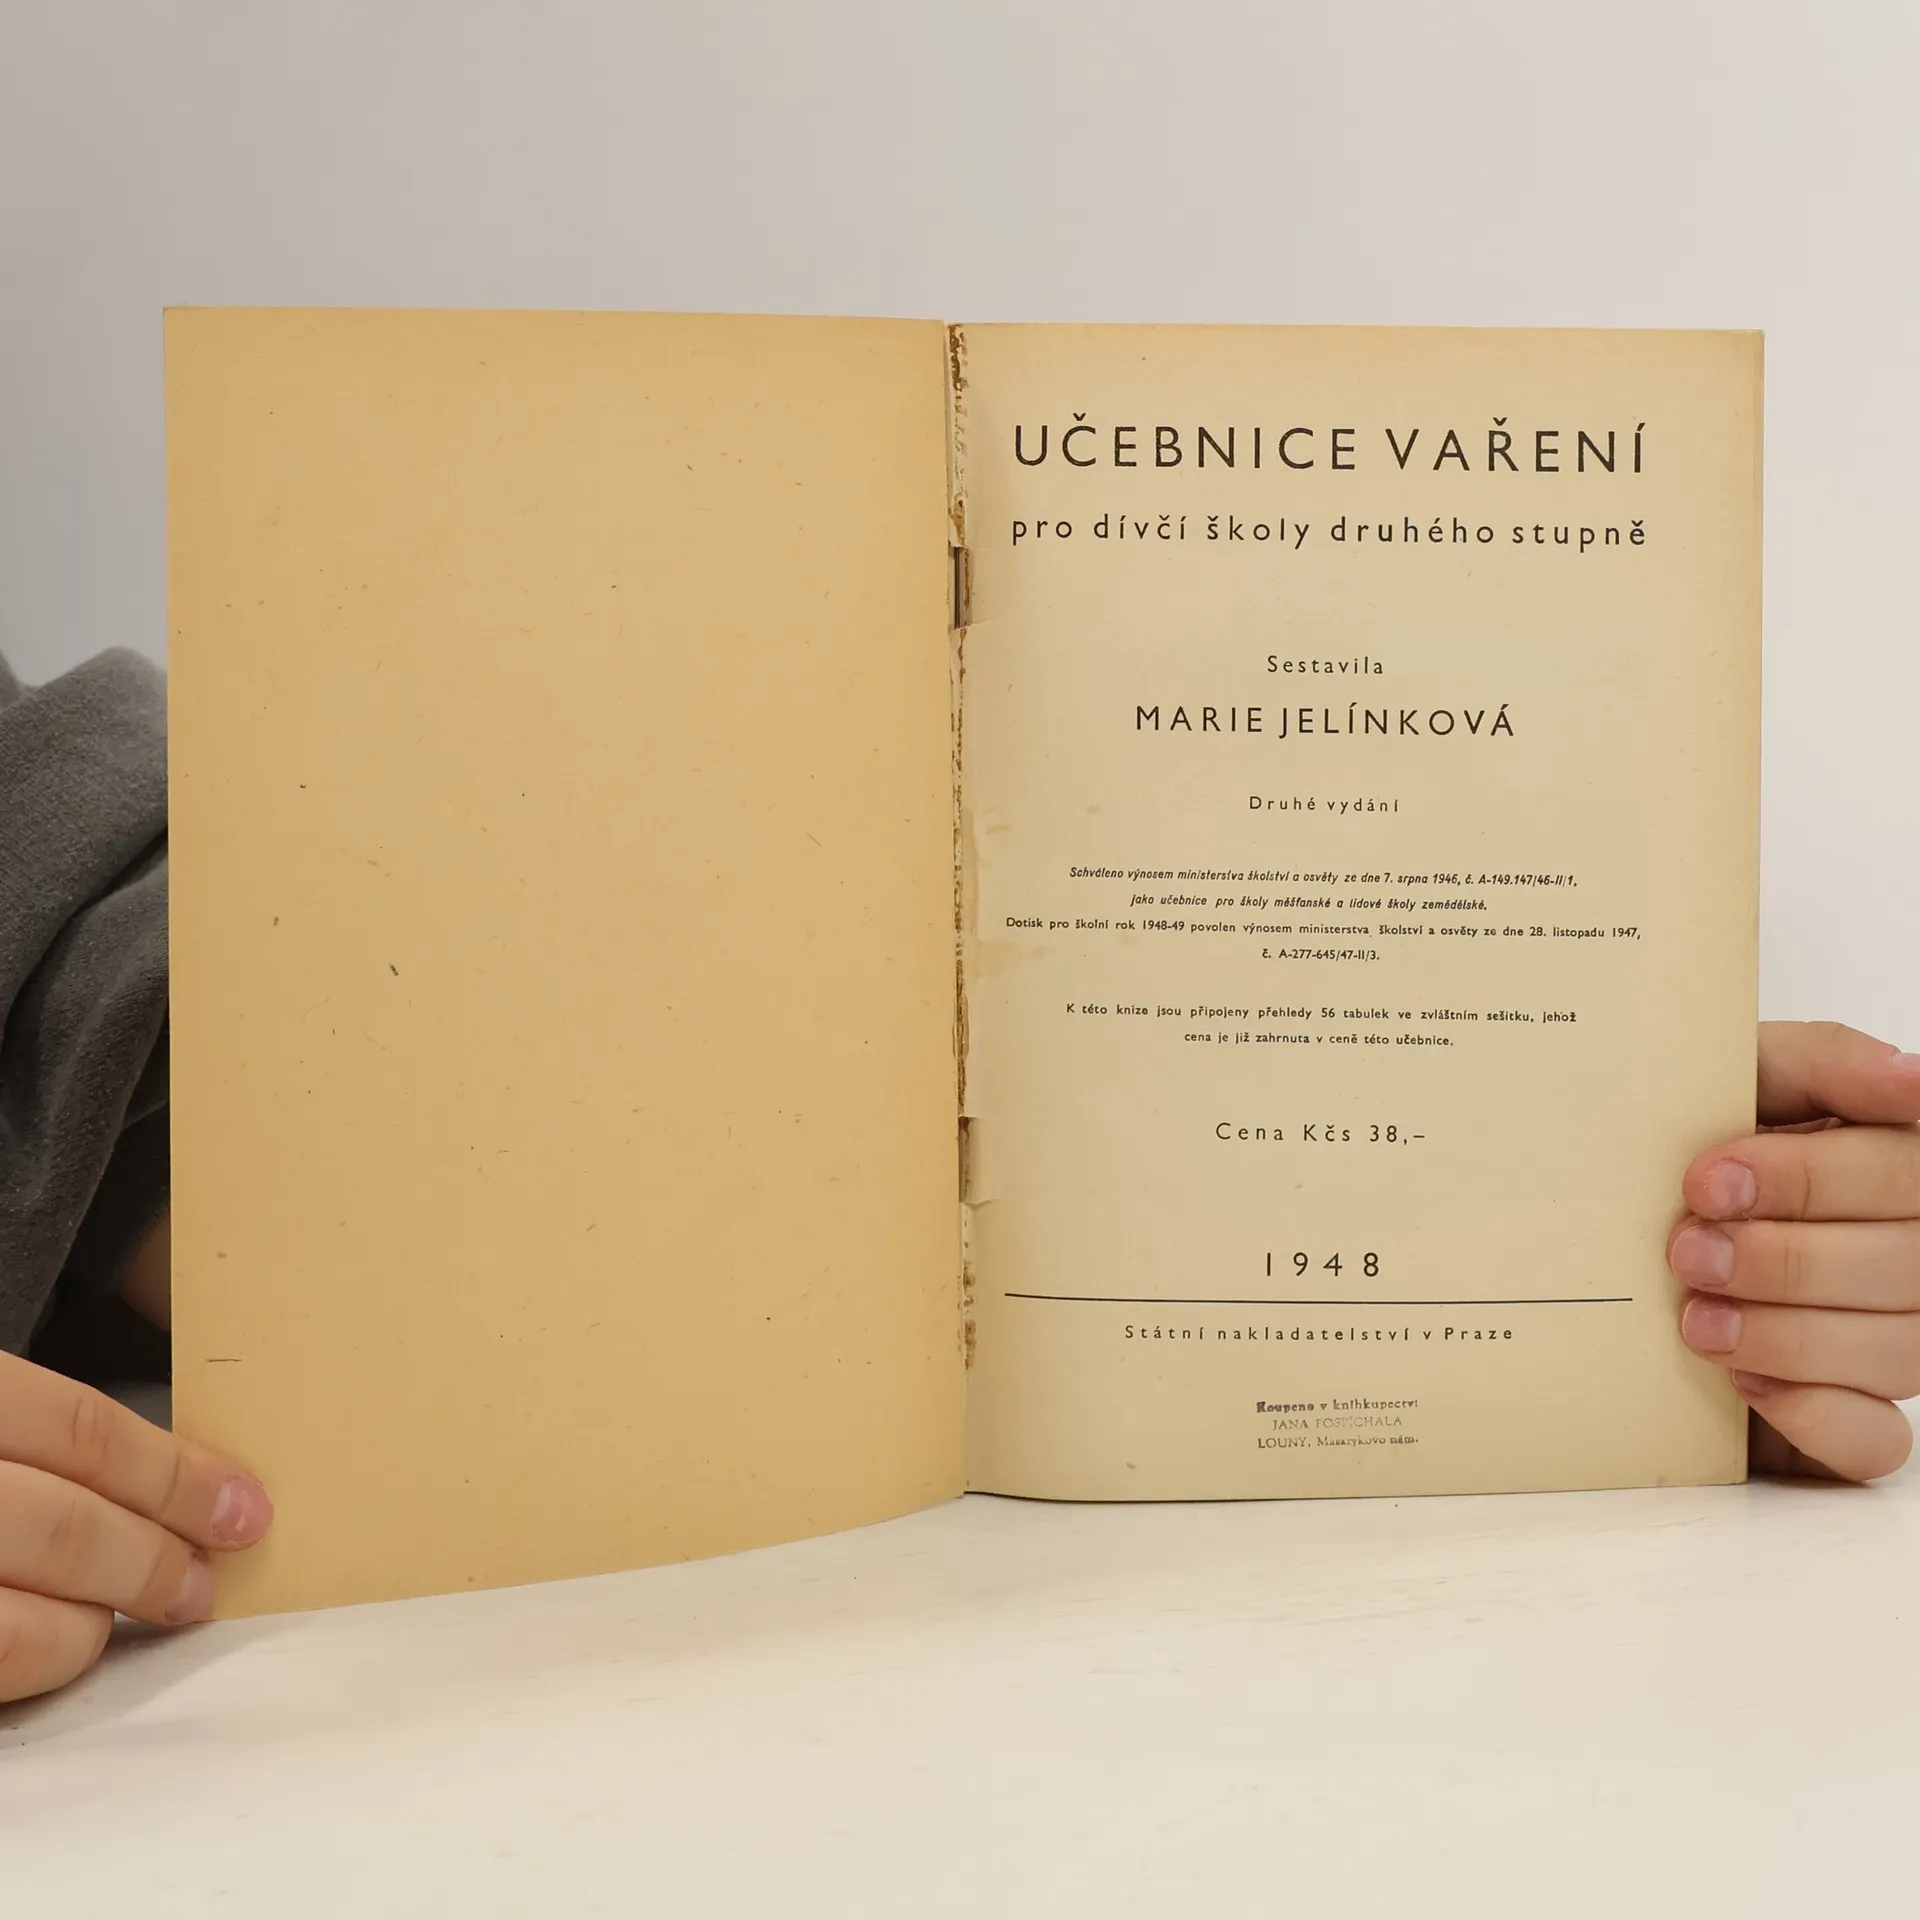 UČEBNICE VAŘENÍ
pro dívčí školy druhého stupně
Sestavila
MARIE JELÍNKOVÁ
Druhé vydání
Schváleno výnosem ministerstva školství a osvěty ze dne 7. srpna 1946, č. A-149.147/46-II/1,
jako učebnice pro školy měšťanské a lidové školy zemědělské.
Dotisk pro školní rok 1948-49 povolen výnosem ministerstva školství a osvěty ze dne 28. listopadu 1947,
č. A-277-645/47-II/3.
K této knize jsou připojeny přehledy 56 tabulek ve zvláštním sešitku, jehož
cena je již zahrnuta v ceně této učebnice.
Cena Kčs 38,–
1948
Státní nakladatelství v Praze
Koupeno v knihkupectví
JANA POSPÍCHALA
LOUNY, Masarykovo nám.